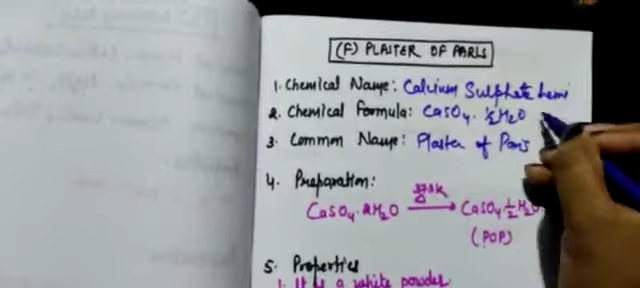 (F) PLASTER OF PARIS
1. Chemical Name: Calcium Sulphate hemi
2. Chemical Formula: CaSO4 · ½H2O
3. Common Name: Plaster of Paris
4. Preparation:
CaSO4·2H2O 373K → CaSO4·½H2O
(POP)
5. Properties
1. It is a white powder